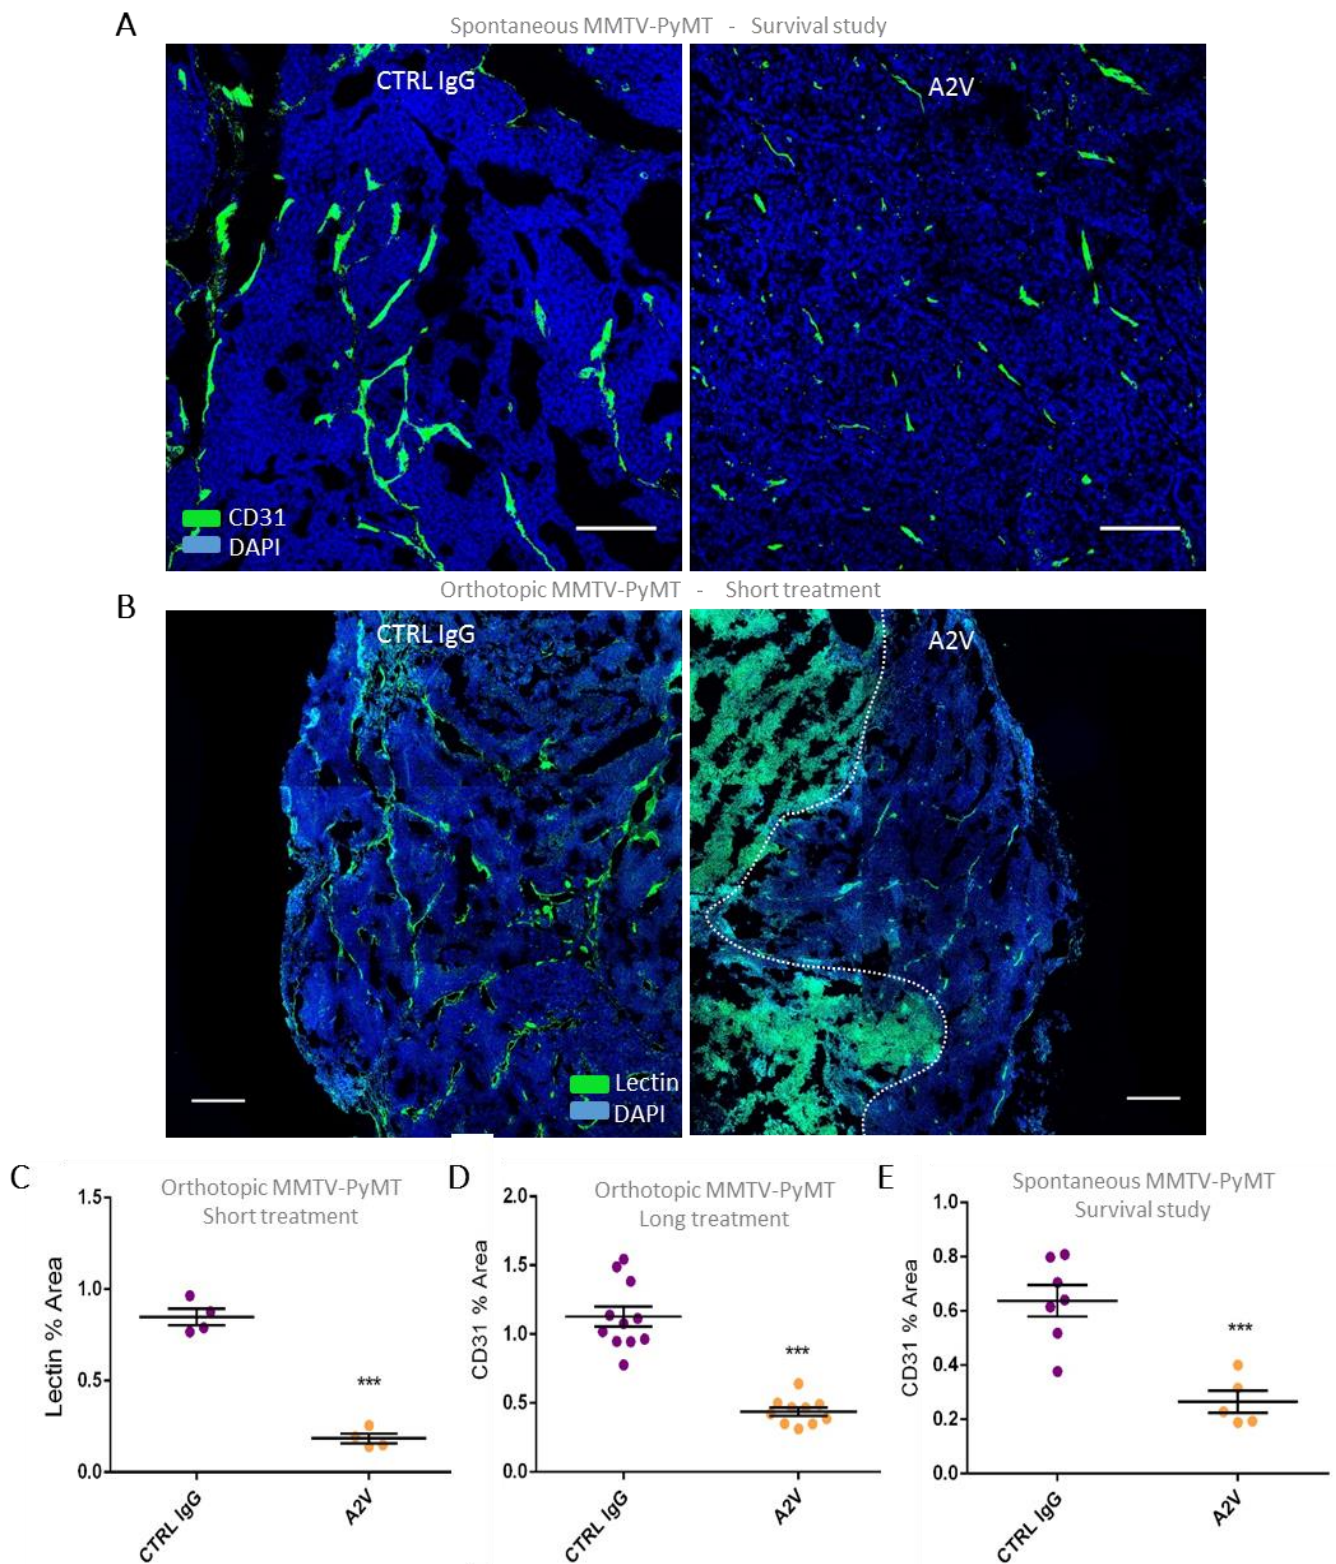 A
Spontaneous MMTV-PyMT - Survival study
CTRL IgG
A2V
CD31
DAPI
B
Orthotopic MMTV-PyMT - Short treatment
CTRL IgG
A2V
Lectin
DAPI
C
Orthotopic MMTV-PyMT
Short treatment
Lectin % Area
1.5
1.0
0.5
0.0
***
CTRL IgG
A2V
D
Orthotopic MMTV-PyMT
Long treatment
CD31 % Area
2.0
1.5
1.0
0.5
0.0
***
CTRL IgG
A2V
E
Spontaneous MMTV-PyMT
Survival study
CD31 % Area
1.0
0.8
0.6
0.4
0.2
0.0
***
CTRL IgG
A2V